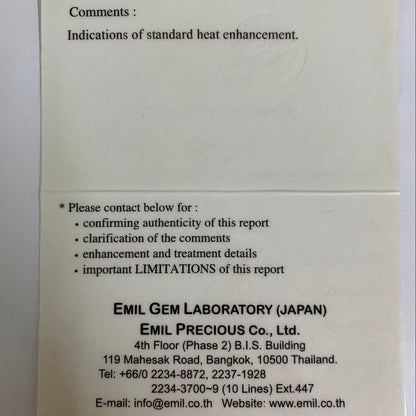 Comments :
Indications of standard heat enhancement.
* Please contact below for :
• confirming authenticity of this report
• clarification of the comments
• enhancement and treatment details
• important LIMITATIONS of this report
EMIL GEM LABORATORY (JAPAN)
EMIL PRECIOUS Co., Ltd.
4th Floor (Phase 2) B.I.S. Building
119 Mahesak Road, Bangkok, 10500 Thailand.
Tel: +66/0 2234-8872, 2237-1928
2234-3700~9 (10 Lines) Ext.447
E-mail: info@emil.co.th Website: www.emil.co.th